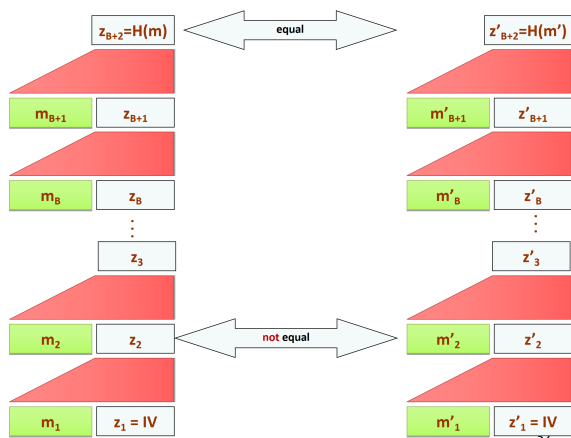 z_{B+2}=H(m) equal z'_{B+2}=H(m')
m_{B+1} z_{B+1} m'_{B+1} z'_{B+1}
m_B z_B m'_B z'_B
z_3 z'_3
m_2 z_2 not equal m'_2 z'_2
m_1 z_1 = IV m'_1 z'_1 = IV